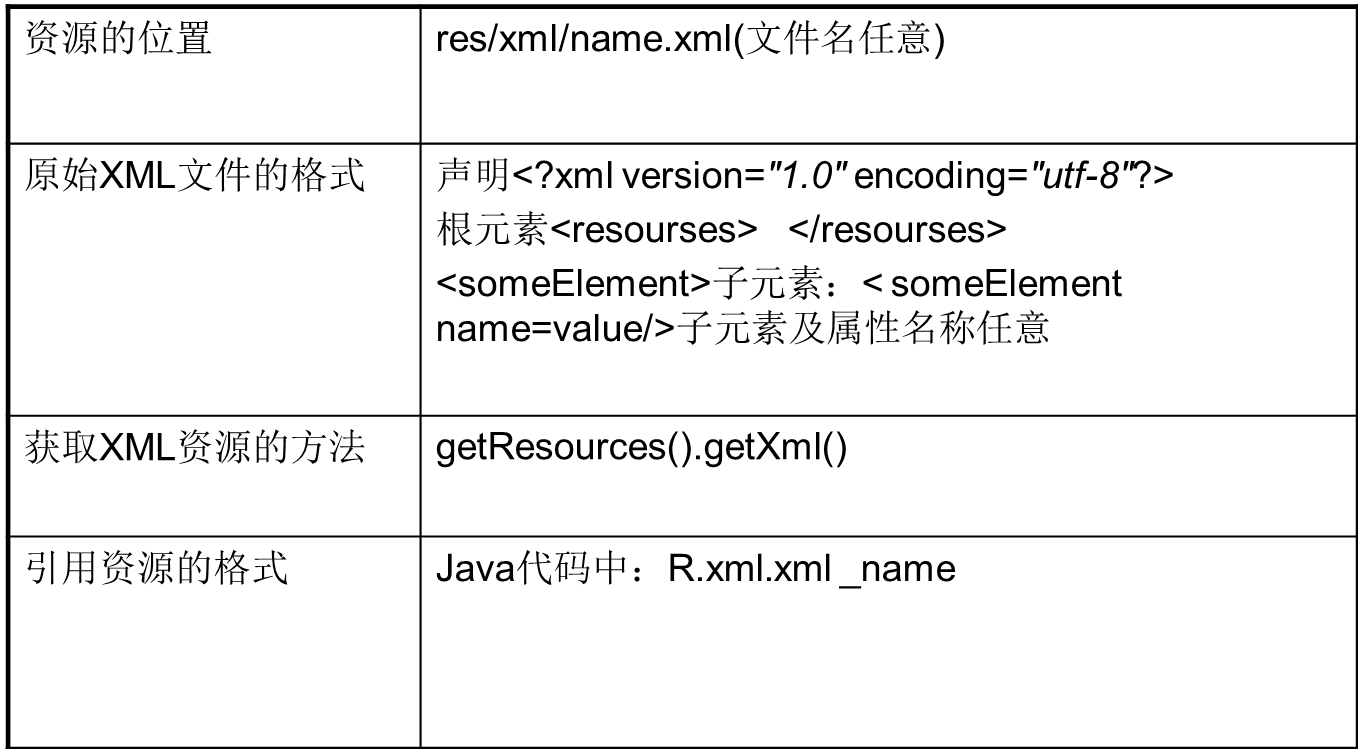 资源的位置
res/xml/name.xml(文件名任意)
原始XML文件的格式
声明<?xml version="1.0" encoding="utf-8"?>
根元素<resourses>   </resourses>
<someElement>子元素：< someElement
name=value/>子元素及属性名称任意
获取XML资源的方法
getResources().getXml()
引用资源的格式
Java代码中：R.xml.xml _name